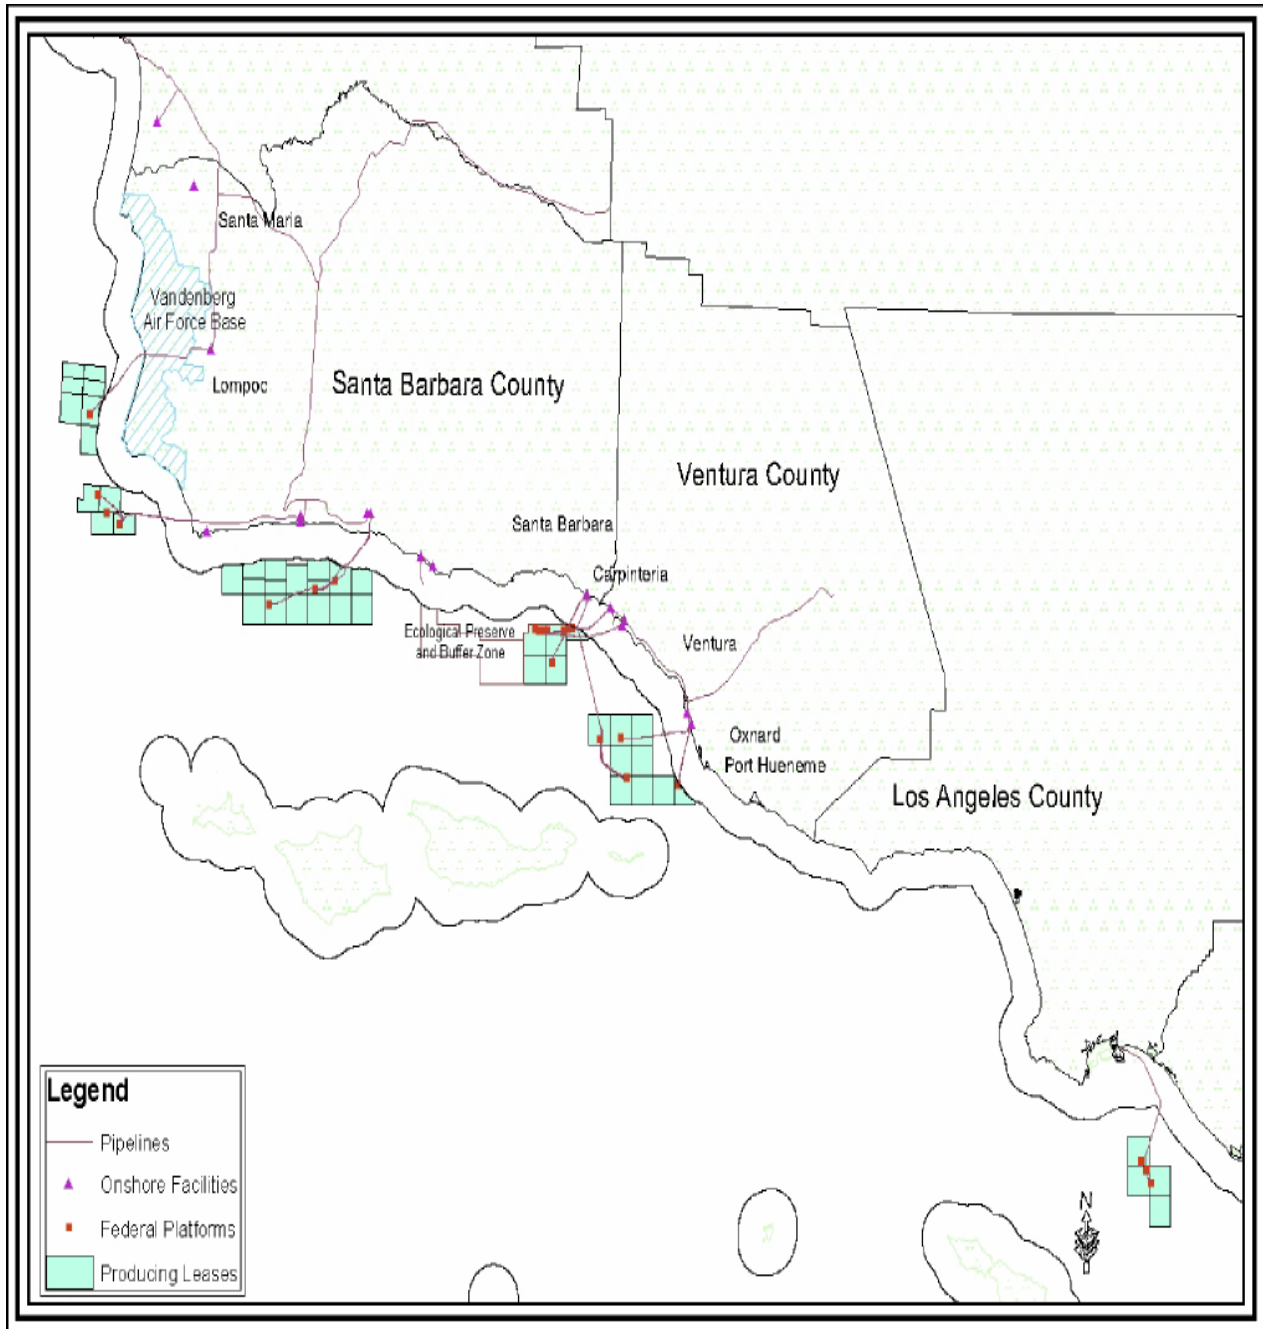 Santa Maria
Vandenberg
Air Force Base
Lompoc
Santa Barbara County
Ventura County
Santa Barbara
Carpinteria
Ecological Preserve
and Buffer Zone
Ventura
Oxnard
Port Hueneme
Los Angeles County
Legend
Pipelines
Onshore Facilities
Federal Platforms
Producing Leases
N